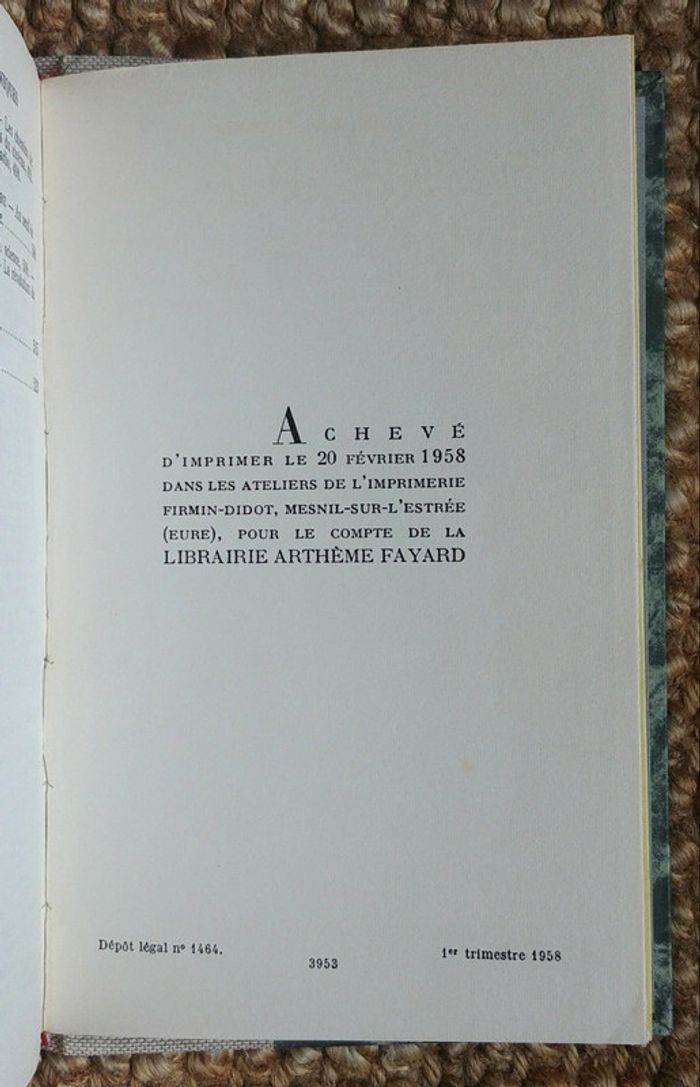 ACHEVÉ
D'IMPRIMER LE 20 FÉVRIER 1958
DANS LES ATELIERS DE L'IMPRIMERIE
FIRMIN-DIDOT, MESNIL-SUR-L'ESTRÉE
(EURE), POUR LE COMPTE DE LA
LIBRAIRIE ARTHÈME FAYARD
Dépôt légal nº 1464.
3953
1er trimestre 1958